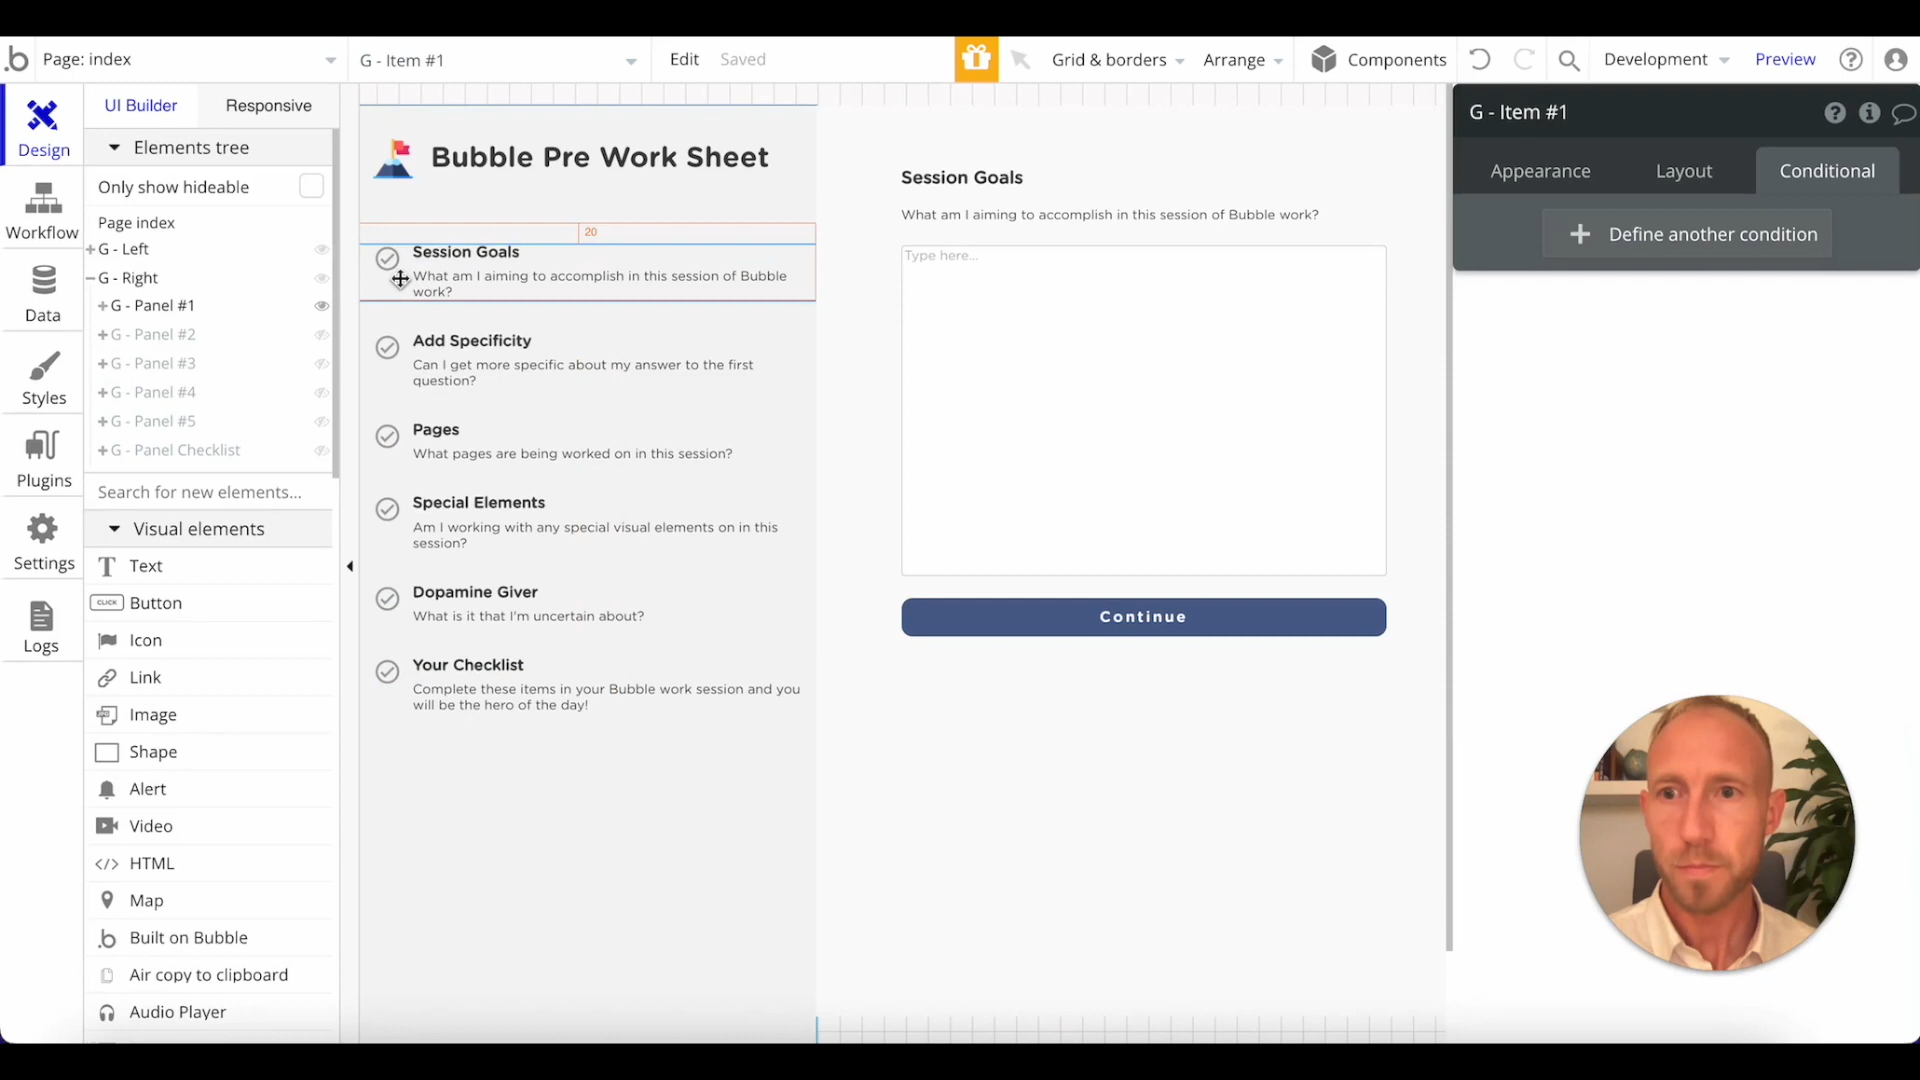 Page: index
G - Item #1
Edit
Saved
Grid & borders
Arrange
Components
Development
Preview
UI Builder
Responsive
Design
Workflow
Data
Styles
Plugins
Settings
Logs
Elements tree
Only show hideable
Page index
G - Left
G - Right
G - Panel #1
G - Panel #2
G - Panel #3
G - Panel #4
G - Panel #5
G - Panel Checklist
Search for new elements...
Visual elements
Text
CLICK Button
Icon
Link
Image
Shape
Alert
Video
HTML
Map
Built on Bubble
Air copy to clipboard
Audio Player
Bubble Pre Work Sheet
20
Session Goals
What am I aiming to accomplish in this session of Bubble
work?
Add Specificity
Can I get more specific about my answer to the first
question?
Pages
What pages are being worked on in this session?
Special Elements
Am I working with any special visual elements on in this
session?
Dopamine Giver
What is it that I'm uncertain about?
Your Checklist
Complete these items in your Bubble work session and you
will be the hero of the day!
Session Goals
What am I aiming to accomplish in this session of Bubble work?
Type here...
Continue
G - Item #1
Appearance
Layout
Conditional
Define another condition